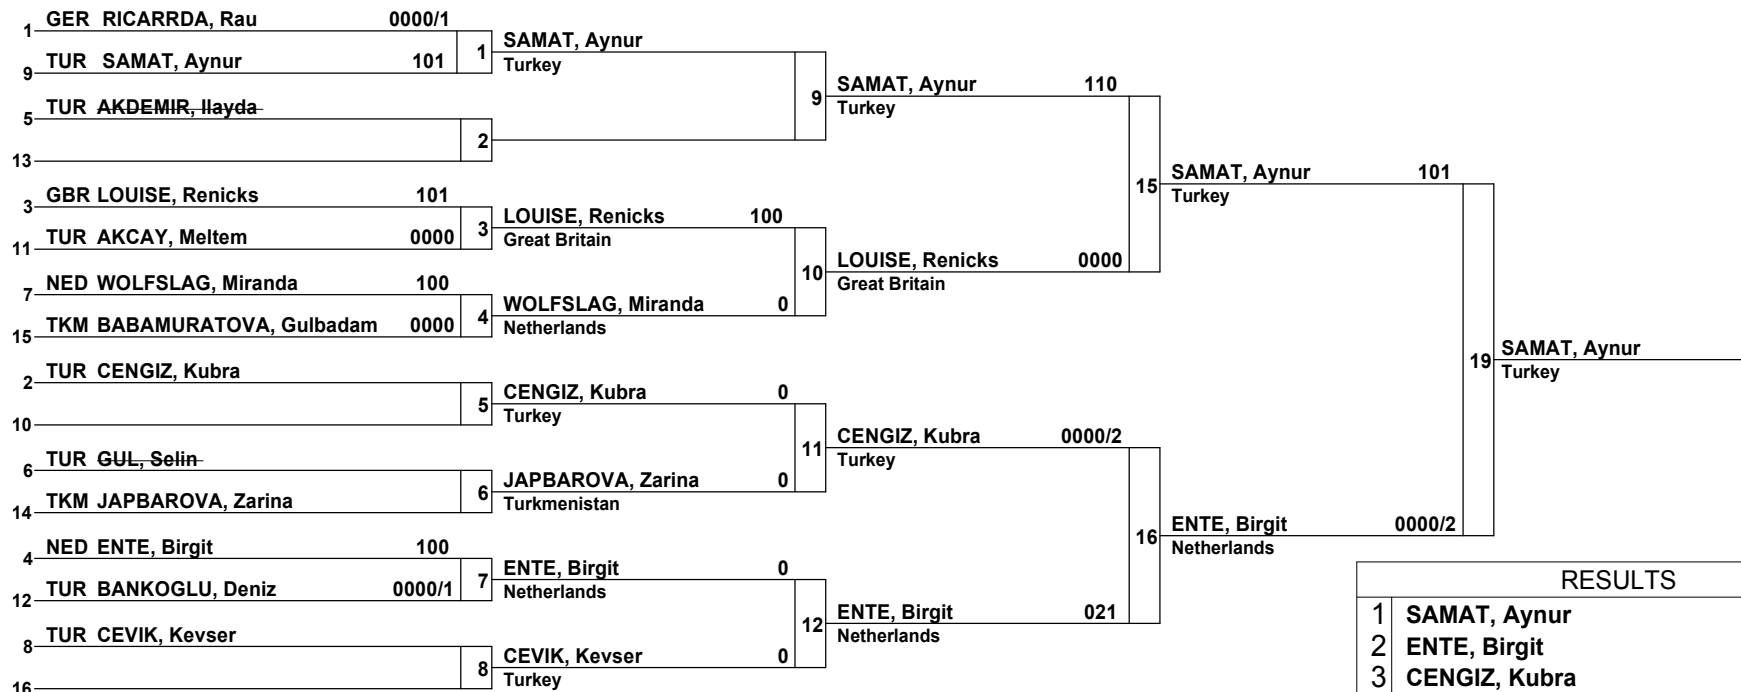 GER RICARRDA, Rau 0000/1
1
TUR SAMAT, Aynur 101
9
1
SAMAT, Aynur
Turkey
TUR AKDEMIR, Ilayda
5
13
2
9
SAMAT, Aynur 110
Turkey
GBR LOUISE, Renicks 101
3
TUR AKCAY, Meltem 0000
11
3
LOUISE, Renicks 100
Great Britain
NED WOLFSLAG, Miranda 100
7
TKM BABAMURATOVA, Gulbadam 0000
15
4
WOLFSLAG, Miranda 0
Netherlands
10
LOUISE, Renicks 0000
Great Britain
15
SAMAT, Aynur 101
Turkey
TUR CENGIZ, Kubra
2
10
5
CENGIZ, Kubra 0
Turkey
TUR GUL, Selin
6
TKM JAPBAROVA, Zarina
14
6
JAPBAROVA, Zarina 0
Turkmenistan
11
CENGIZ, Kubra 0000/2
Turkey
NED ENTE, Birgit 100
4
TUR BANKOGLU, Deniz 0000/1
12
7
ENTE, Birgit 0
Netherlands
TUR CEVIK, Kevser
8
16
8
CEVIK, Kevser 0
Turkey
12
ENTE, Birgit 021
Netherlands
16
ENTE, Birgit 0000/2
Netherlands
19
SAMAT, Aynur
Turkey
RESULTS
1 SAMAT, Aynur
2 ENTE, Birgit
3 CENGIZ, Kubra